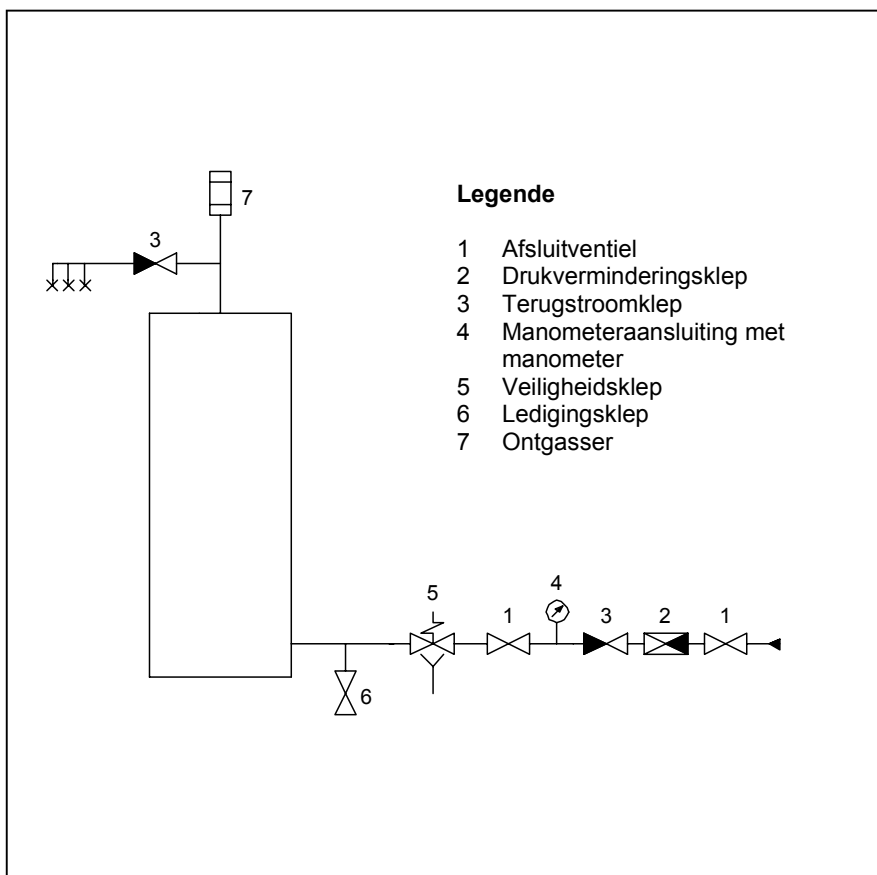 7
3
Legende
1 Afsluitventiel
2 Drukverminderingsklep
3 Terugstroomklep
4 Manometeraansluiting met
manometer
5 Veiligheidsklep
6 Ledigingsklep
7 Ontgasser
5 1 4 3 2 1
6